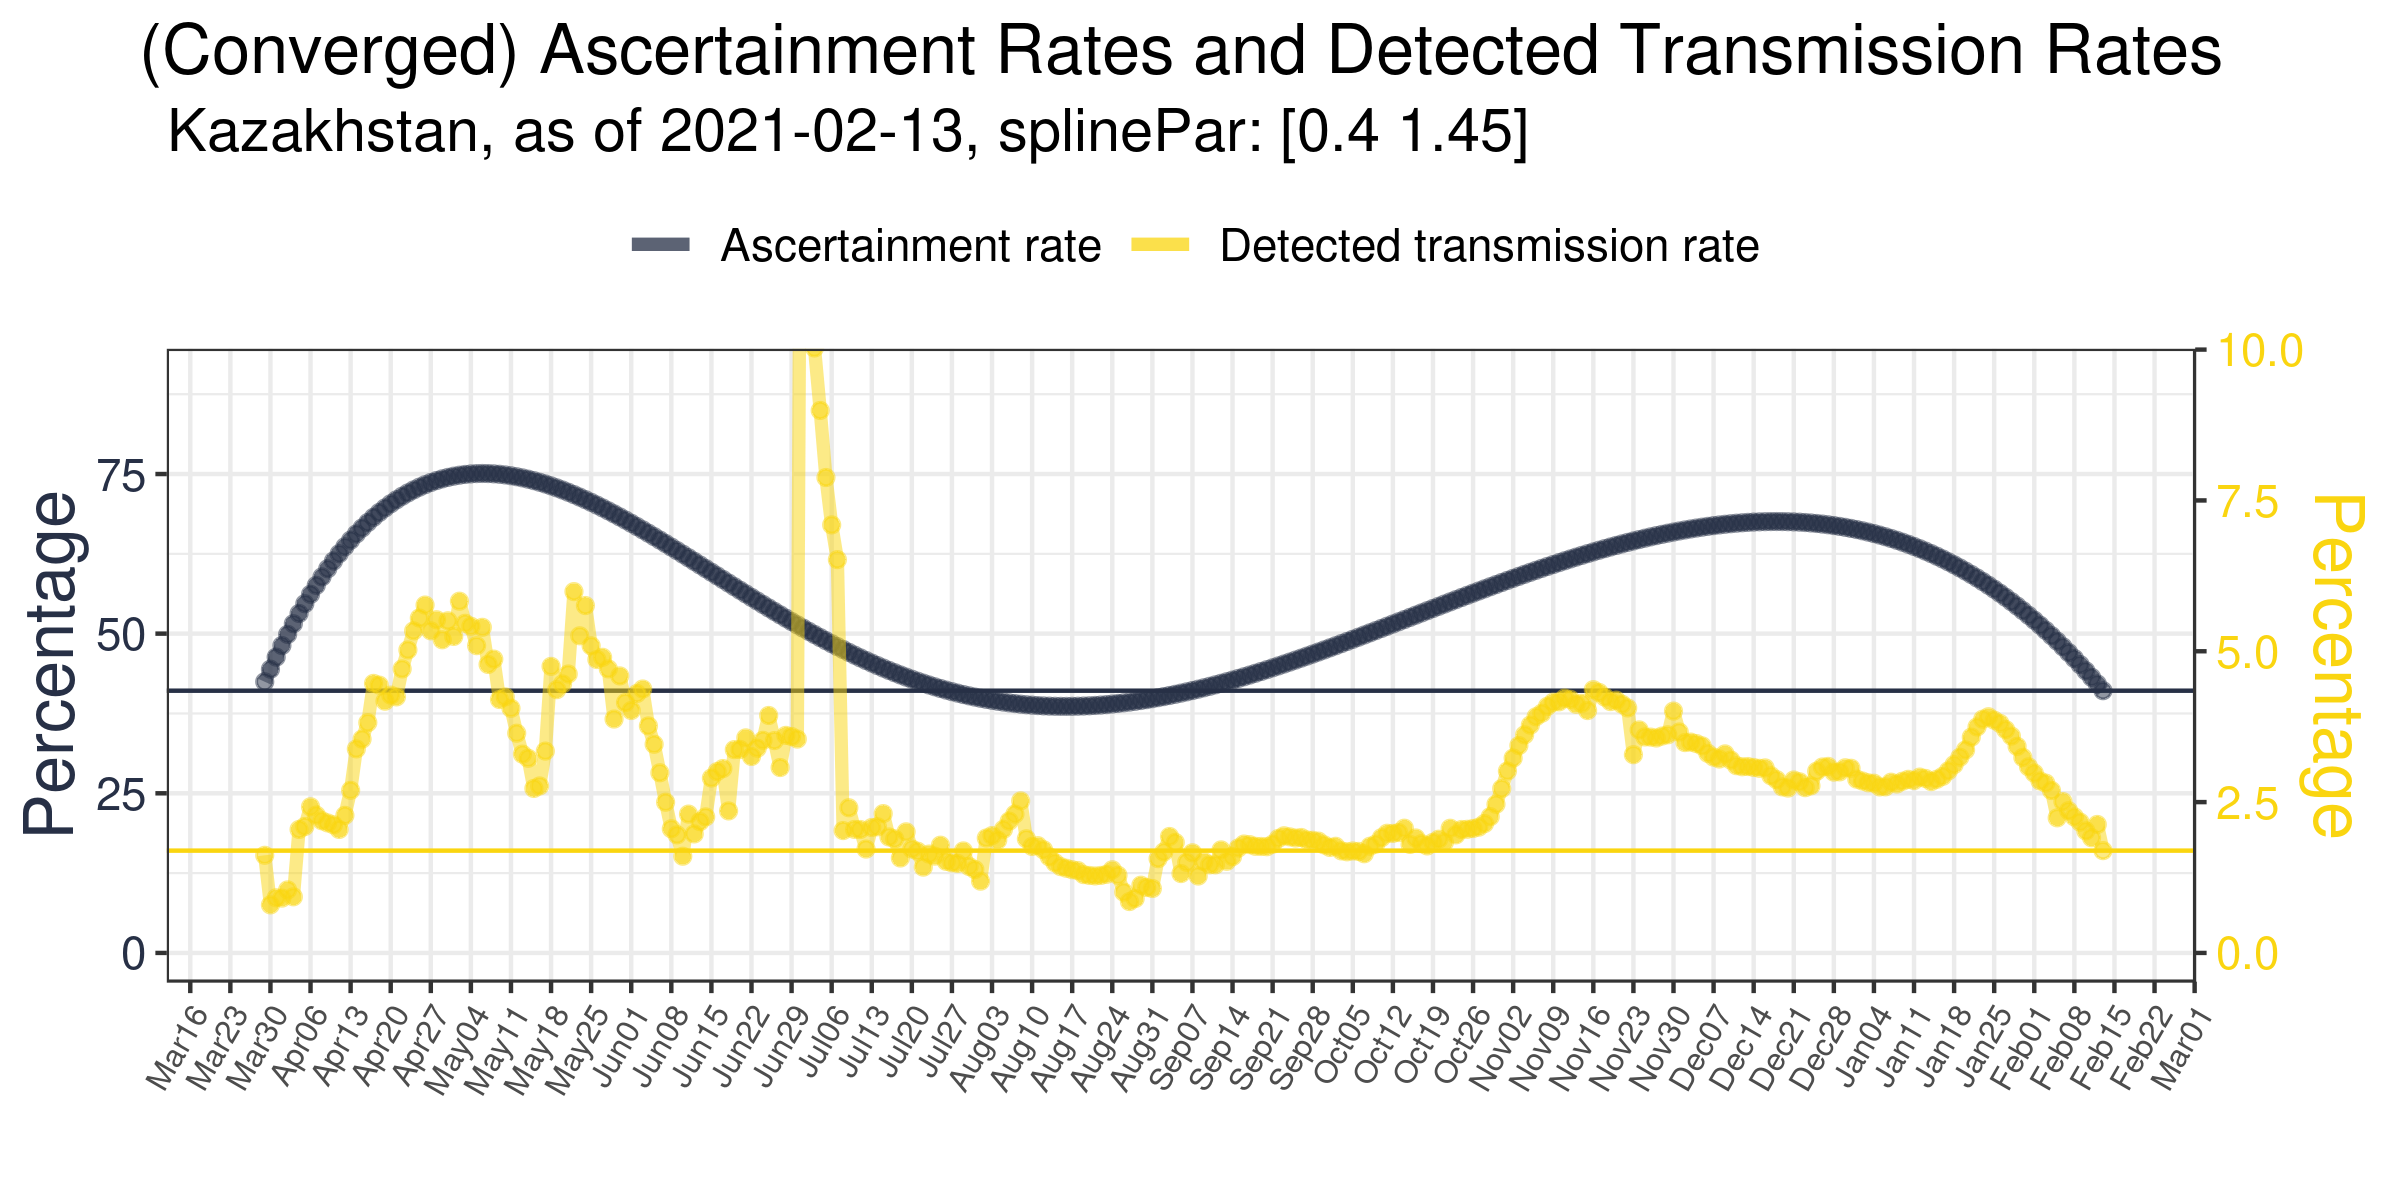 (Converged) Ascertainment Rates and Detected Transmission Rates
Kazakhstan, as of 2021-02-13, splinePar: [0.4 1.45]
Ascertainment rate Detected transmission rate
Percentage
75
50
25
0
10.0
7.5
5.0
2.5
0.0
Percentage
Mar16 Mar23 Mar30 Apr06 Apr13 Apr20 Apr27 May04 May11 May18 May25 Jun01 Jun08 Jun15 Jun22 Jun29 Jul06 Jul13 Jul20 Jul27 Aug03 Aug10 Aug17 Aug24 Aug31 Sep07 Sep14 Sep21 Sep28 Oct05 Oct12 Oct19 Oct26 Nov02 Nov09 Nov16 Nov23 Nov30 Dec07 Dec14 Dec21 Dec28 Jan04 Jan11 Jan18 Jan25 Feb01 Feb08 Feb15 Feb22 Mar01